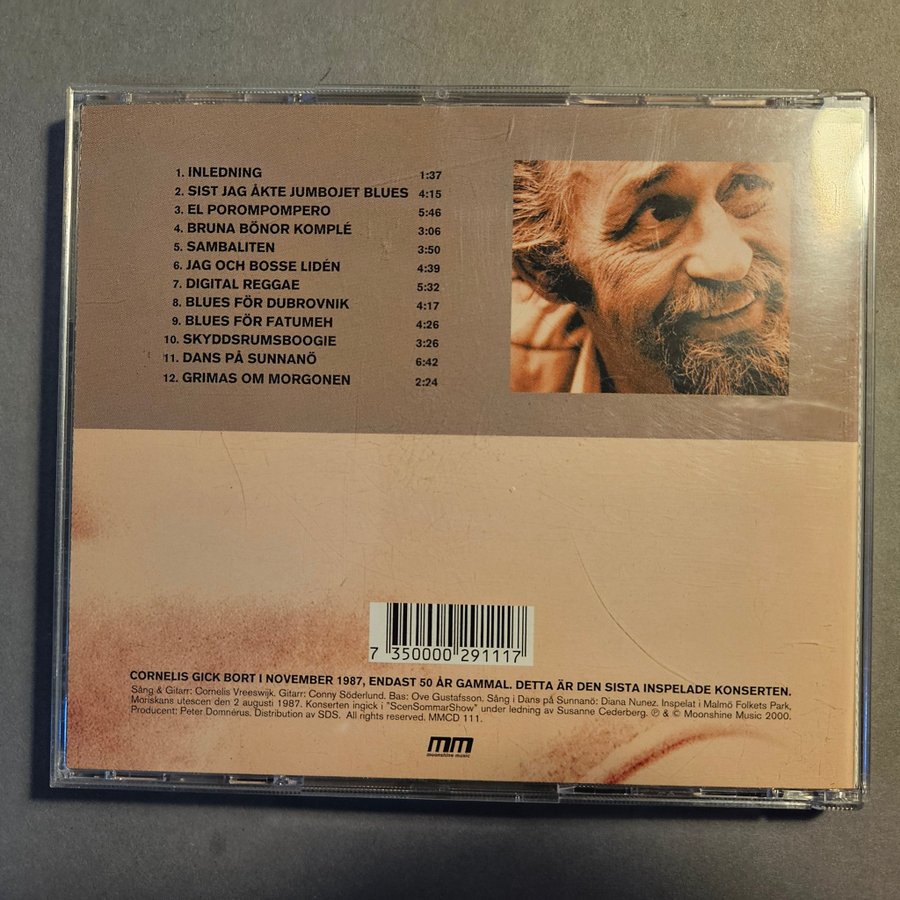 1. INLEDNING 1:37
2. SIST JAG ÅKTE JUMBOJET BLUES 4:15
3. EL POROMPOMPERO 5:46
4. BRUNA BÖNOR KOMPLÉ 3:06
5. SAMBALITEN 3:50
6. JAG OCH BOSSE LIDÉN 4:39
7. DIGITAL REGGAE 5:32
8. BLUES FÖR DUBROVNIK 4:17
9. BLUES FÖR FATUMEH 4:26
10. SKYDDSRUMSBOOGIE 3:26
11. DANS PÅ SUNNANÖ 6:42
12. GRIMAS OM MORGONEN 2:24
7 350000 291117
CORNELIS GICK BORT I NOVEMBER 1987, ENDAST 50 ÅR GAMMAL. DETTA ÄR DEN SISTA INSPELADE KONSERTEN.
Sång & Gitarr: Cornelis Vreeswijk. Gitarr: Conny Söderlund. Bas: Ove Gustafsson. Sång i Dans på Sunnanö: Diana Nunez. Inspelat i Malmö Folkets Park,
Moriskans utescen den 2 augusti 1987. Konserten ingick i "ScenSommarShow" under ledning av Susanne Cederberg. ℗ & © Moonshine Music 2000.
Producent: Peter Domnérus. Distribution av SDS. All rights reserved. MMCD 111.
mm
moonshine music